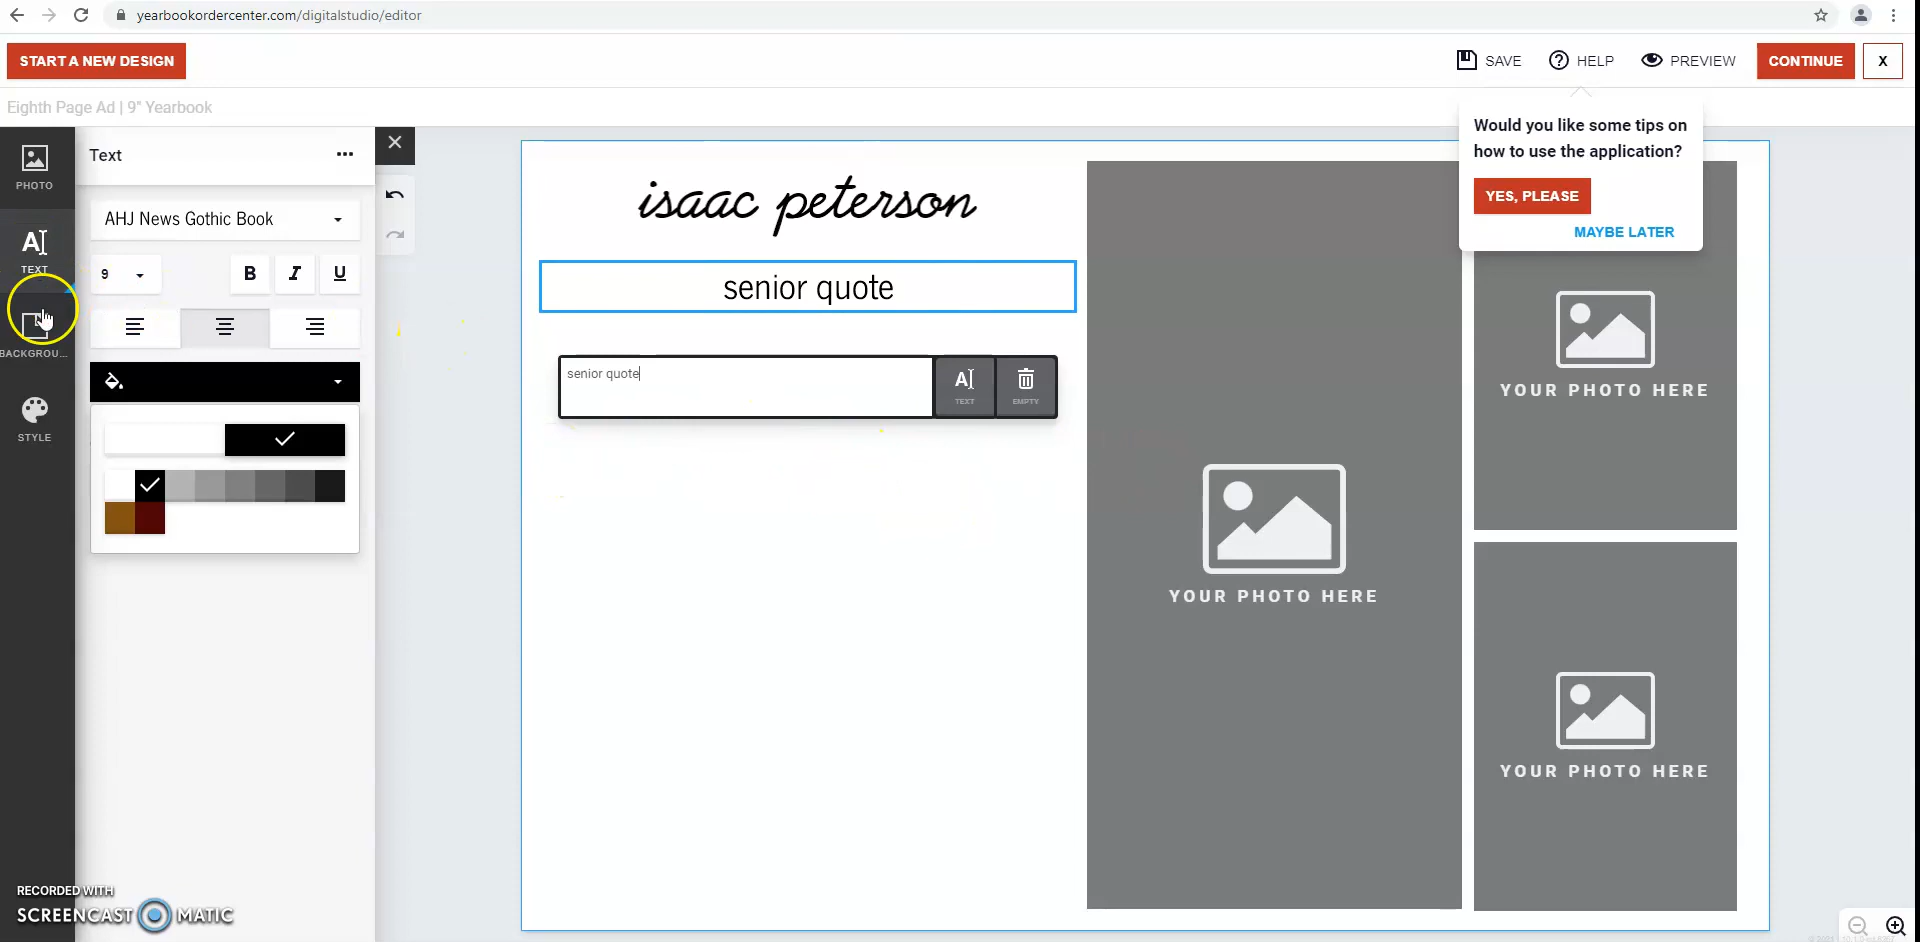 yearbookordercenter.com/digitalstudio/editor
START A NEW DESIGN
SAVE
HELP
PREVIEW
CONTINUE
X
Eighth Page Ad | 9" Yearbook
Would you like some tips on
how to use the application?
YES, PLEASE
MAYBE LATER
PHOTO
TEXT
BACKGROU...
STYLE
Text
AHJ News Gothic Book
9
B
I
U
isaac peterson
senior quote
senior quote
TEXT
EMPTY
YOUR PHOTO HERE
YOUR PHOTO HERE
YOUR PHOTO HERE
RECORDED WITH
SCREENCAST MATIC